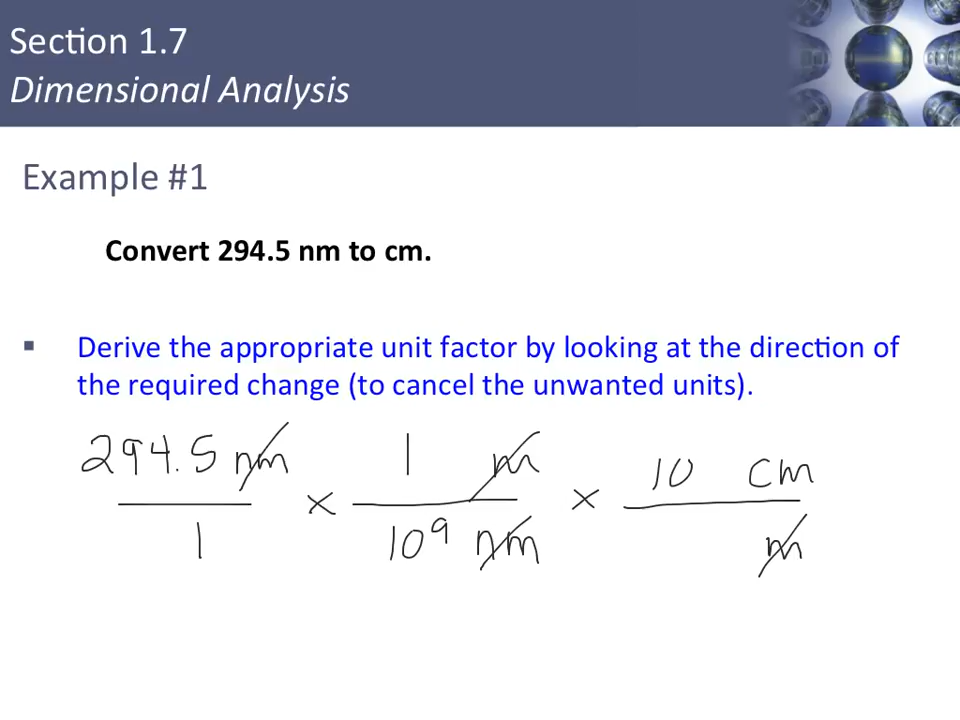 Section 1.7
Dimensional Analysis
Example #1
Convert 294.5 nm to cm.
▪ Derive the appropriate unit factor by looking at the direction of
the required change (to cancel the unwanted units).
294.5 nm × 1 m × 10 cm
1 10⁹ nm m